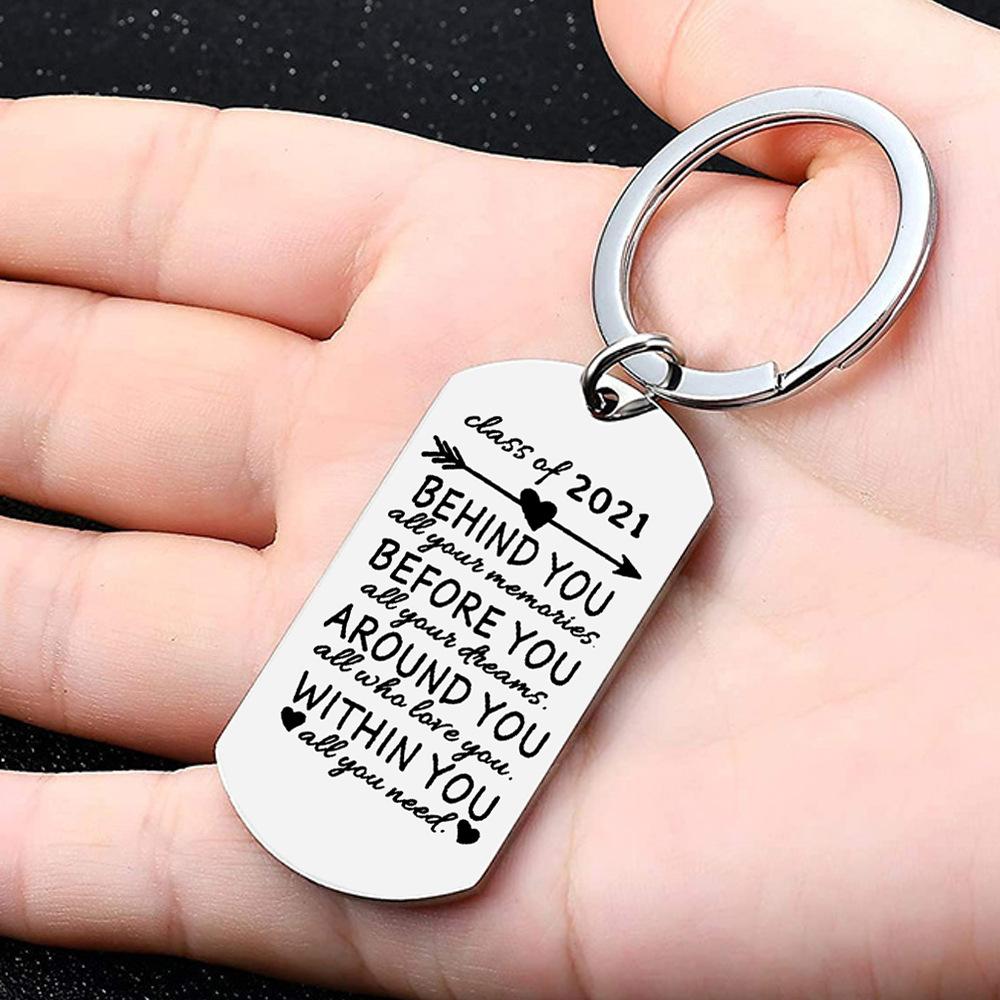 class of 2021
BEHIND YOU
all your memories.
BEFORE YOU
all your dreams.
AROUND YOU
all who love you.
WITHIN YOU
all you need.